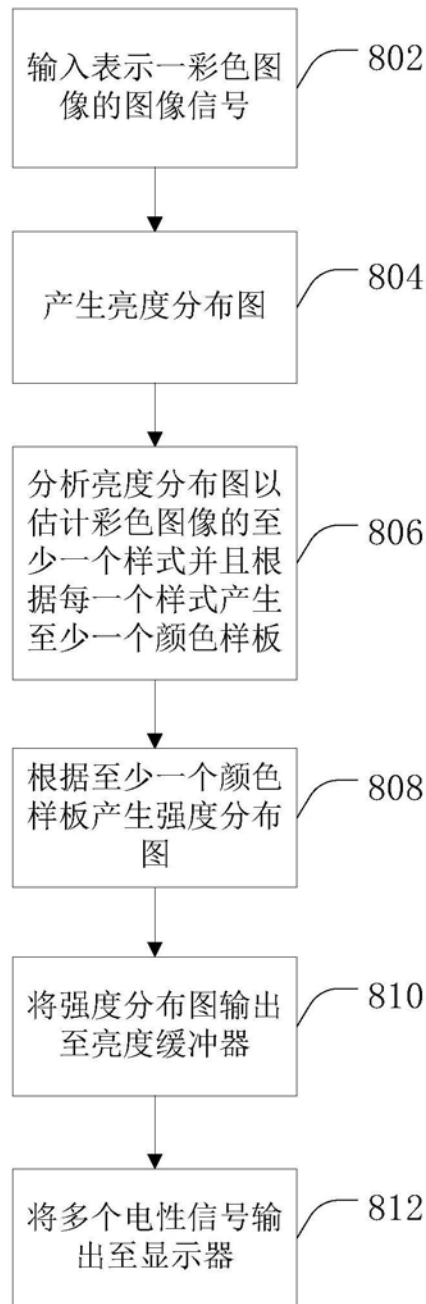 输入表示一彩色图
像的图像信号
802
产生亮度分布图
804
分析亮度分布图以
估计彩色图像的至
少一个样式并且根
据每一个样式产生
至少一个颜色样板
806
根据至少一个颜色
样板产生强度分布
图
808
将强度分布图输出
至亮度缓冲器
810
将多个电性信号输
出至显示器
812